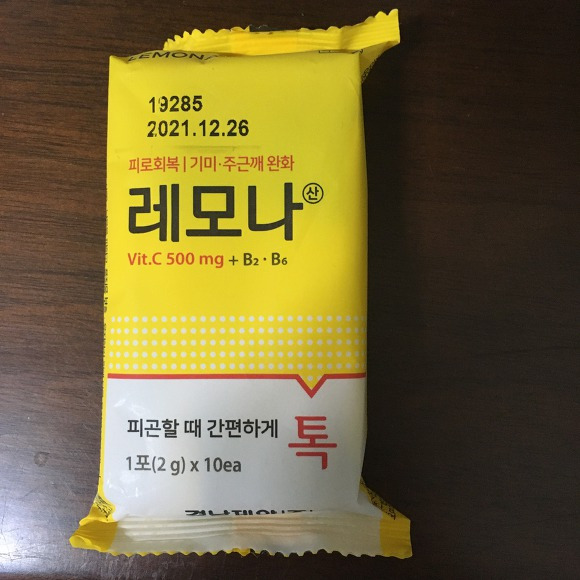 LEMONA
19285
2021.12.26
피로회복 | 기미·주근깨 완화
레모나 산
Vit.C 500 mg + B₂ · B₆
피곤할 때 간편하게 톡
1포(2 g) x 10ea